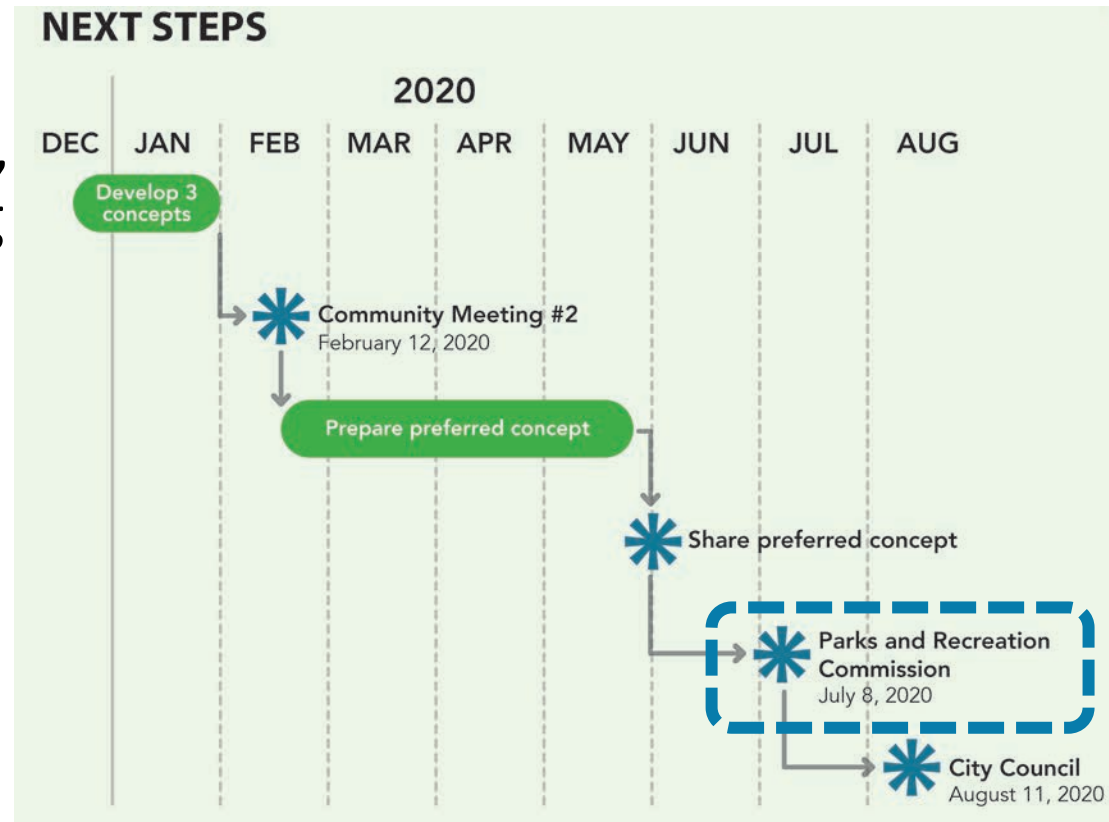 NEXT STEPS
2020
DEC JAN FEB MAR APR MAY JUN JUL AUG
Develop 3
concepts
Community Meeting #2
February 12, 2020
Prepare preferred concept
Share preferred concept
Parks and Recreation
Commission
July 8, 2020
City Council
August 11, 2020